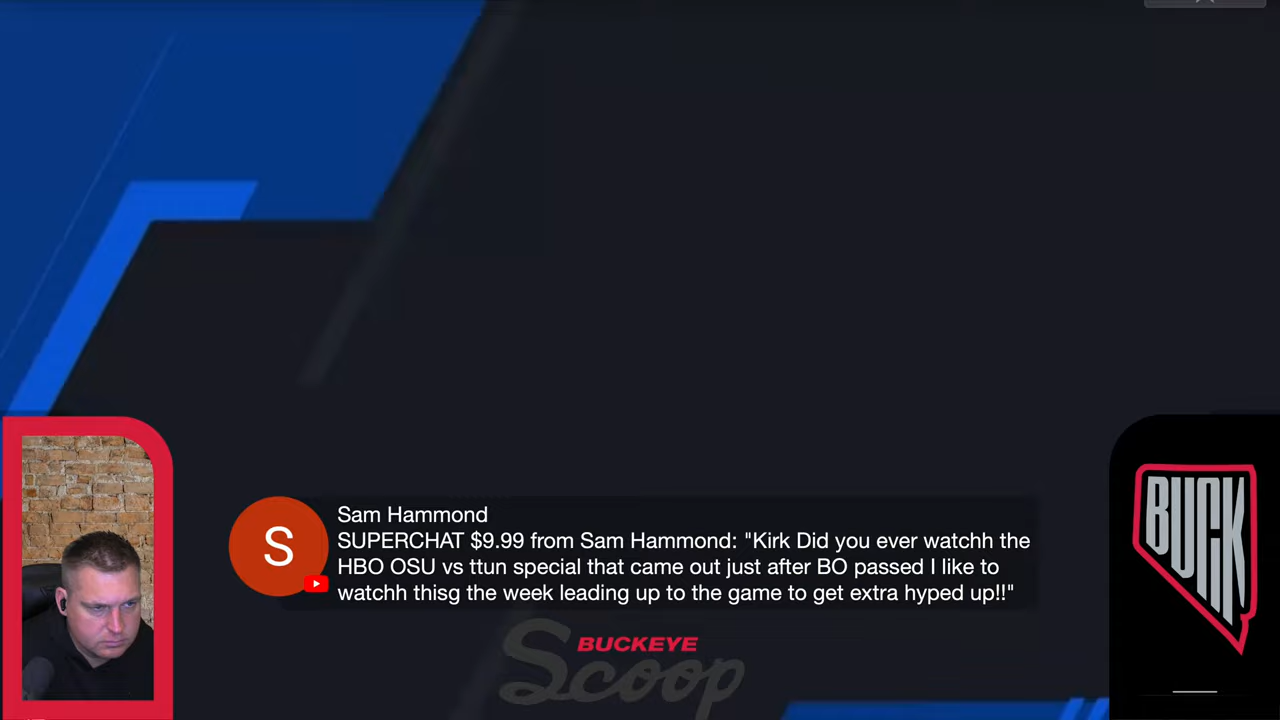 Sam Hammond
SUPERCHAT $9.99 from Sam Hammond: "Kirk Did you ever watchh the
HBO OSU vs ttun special that came out just after BO passed I like to
watchh thisg the week leading up to the game to get extra hyped up!!"
S
BUCK
BUCKEYE
Scoop